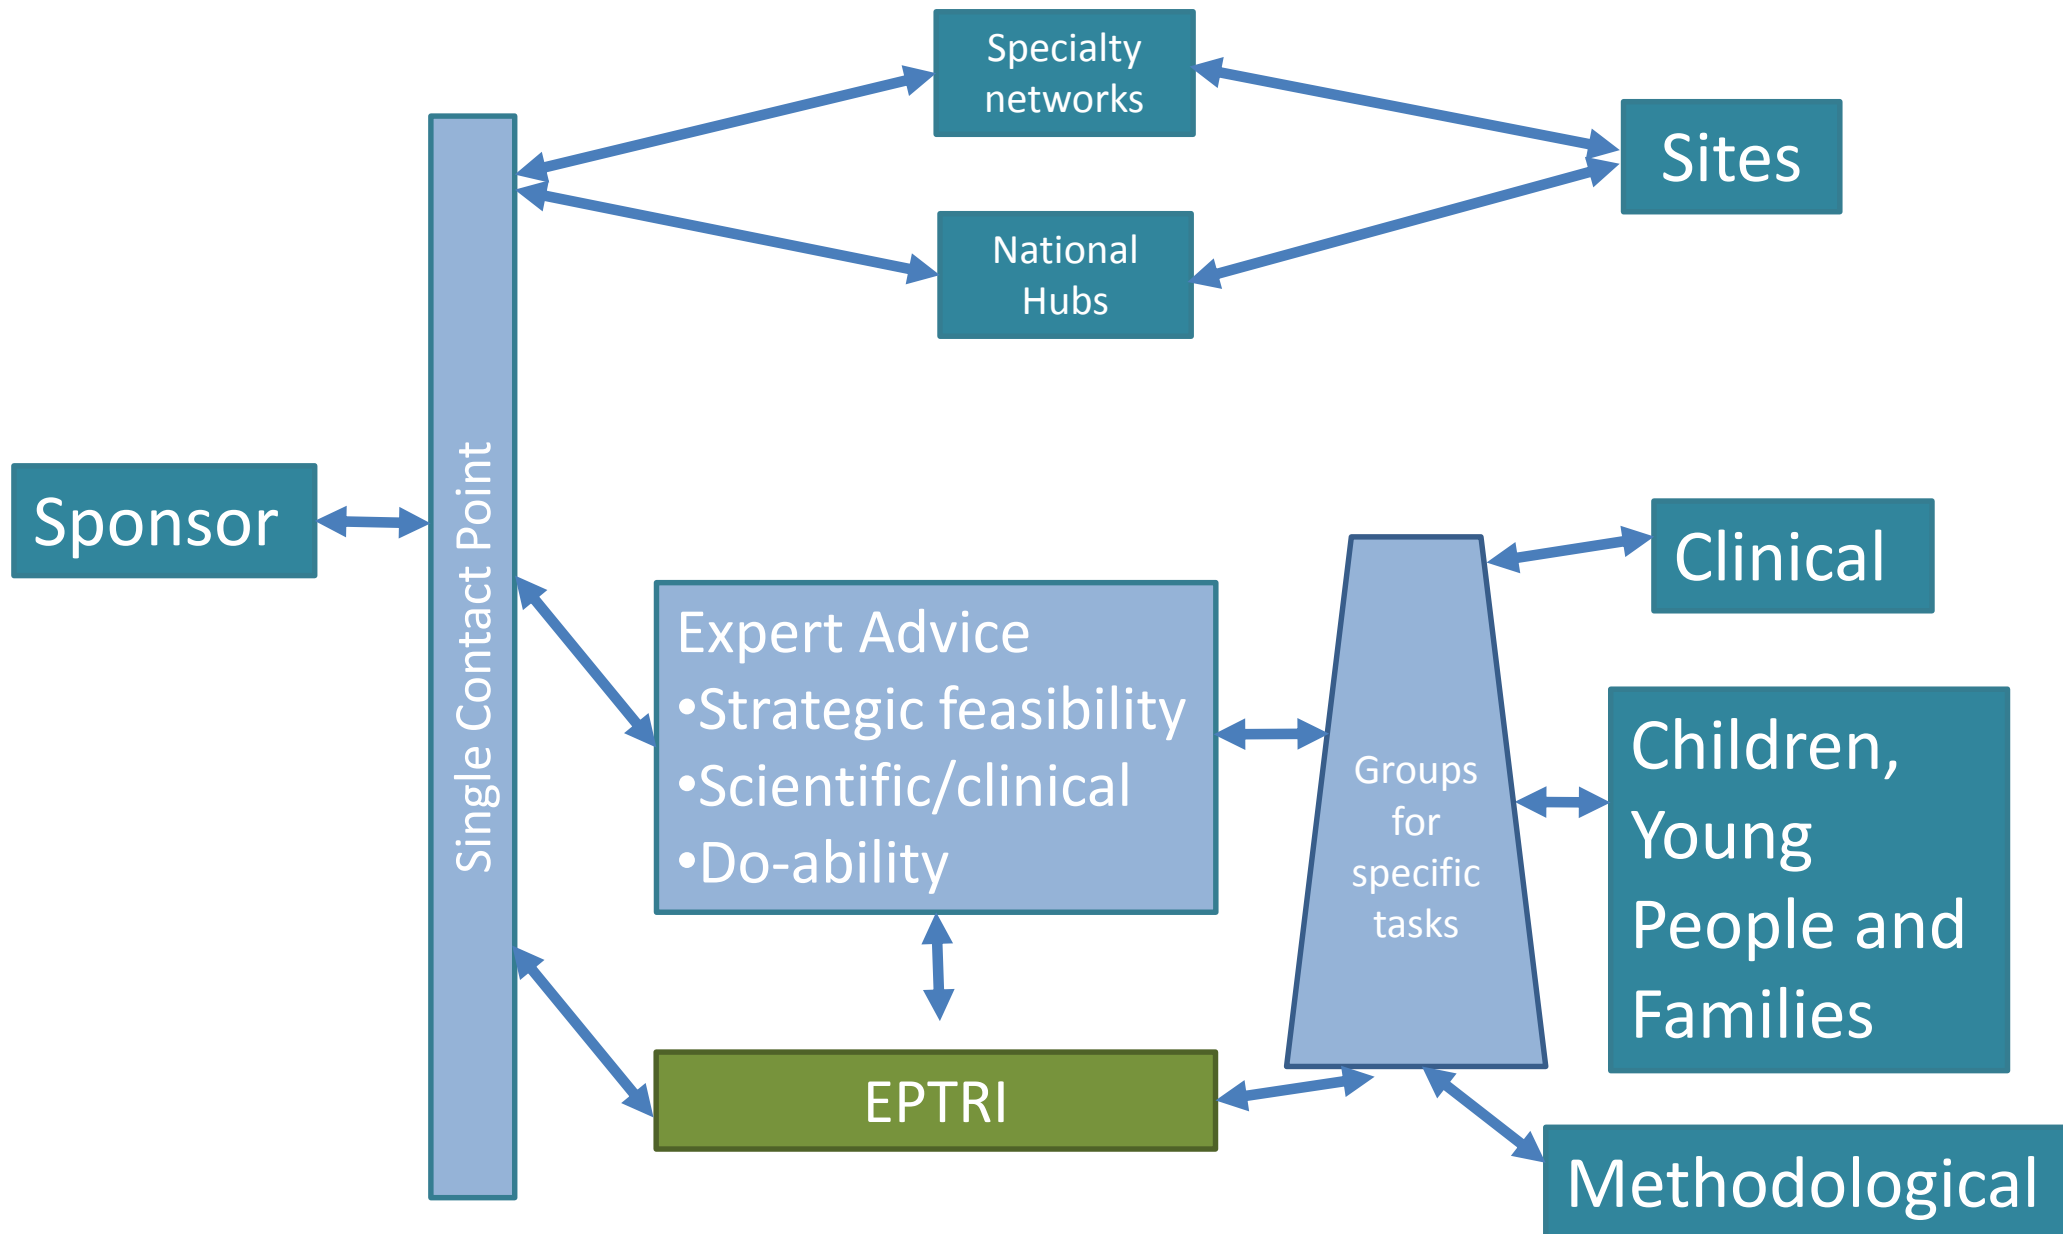 Specialty
networks
Sites
National
Hubs
Single Contact Point
Sponsor
Expert Advice
•Strategic feasibility
•Scientific/clinical
•Do-ability
EPTRI
Groups
for
specific
tasks
Clinical
Children,
Young
People and
Families
Methodological